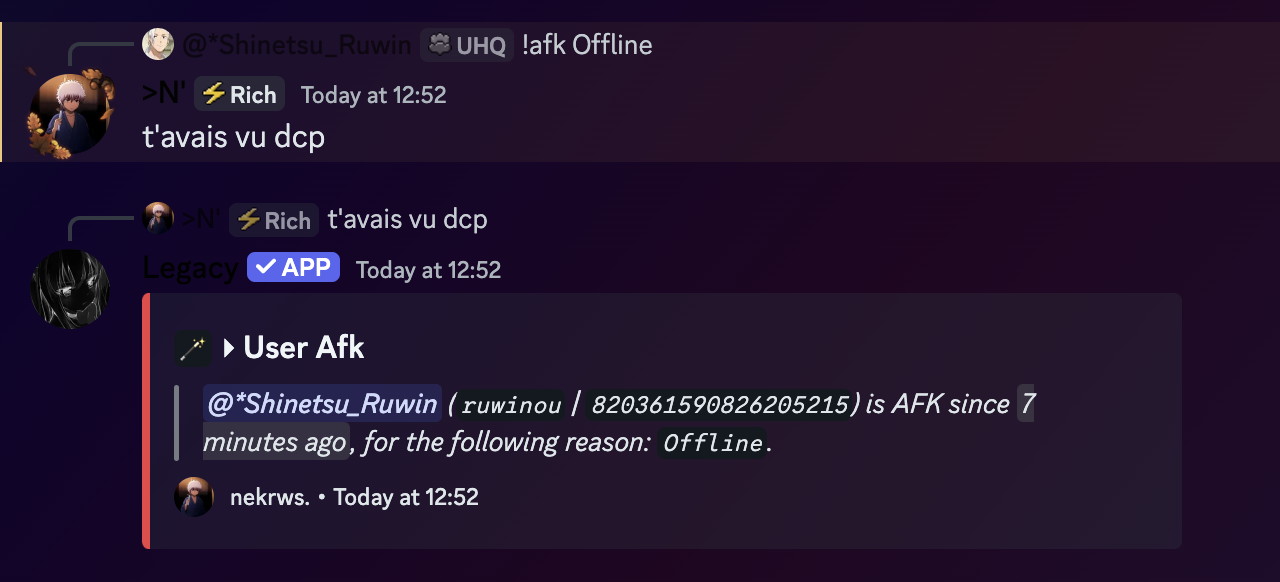 @*Shinetsu_Ruwin UHQ !afk Offline
>N' Rich Today at 12:52
t'avais vu dcp
>N' Rich t'avais vu dcp
Legacy APP Today at 12:52
User Afk
@*Shinetsu_Ruwin (ruwinou | 820361590826205215) is AFK since 7
minutes ago, for the following reason: Offline.
nekrws. • Today at 12:52